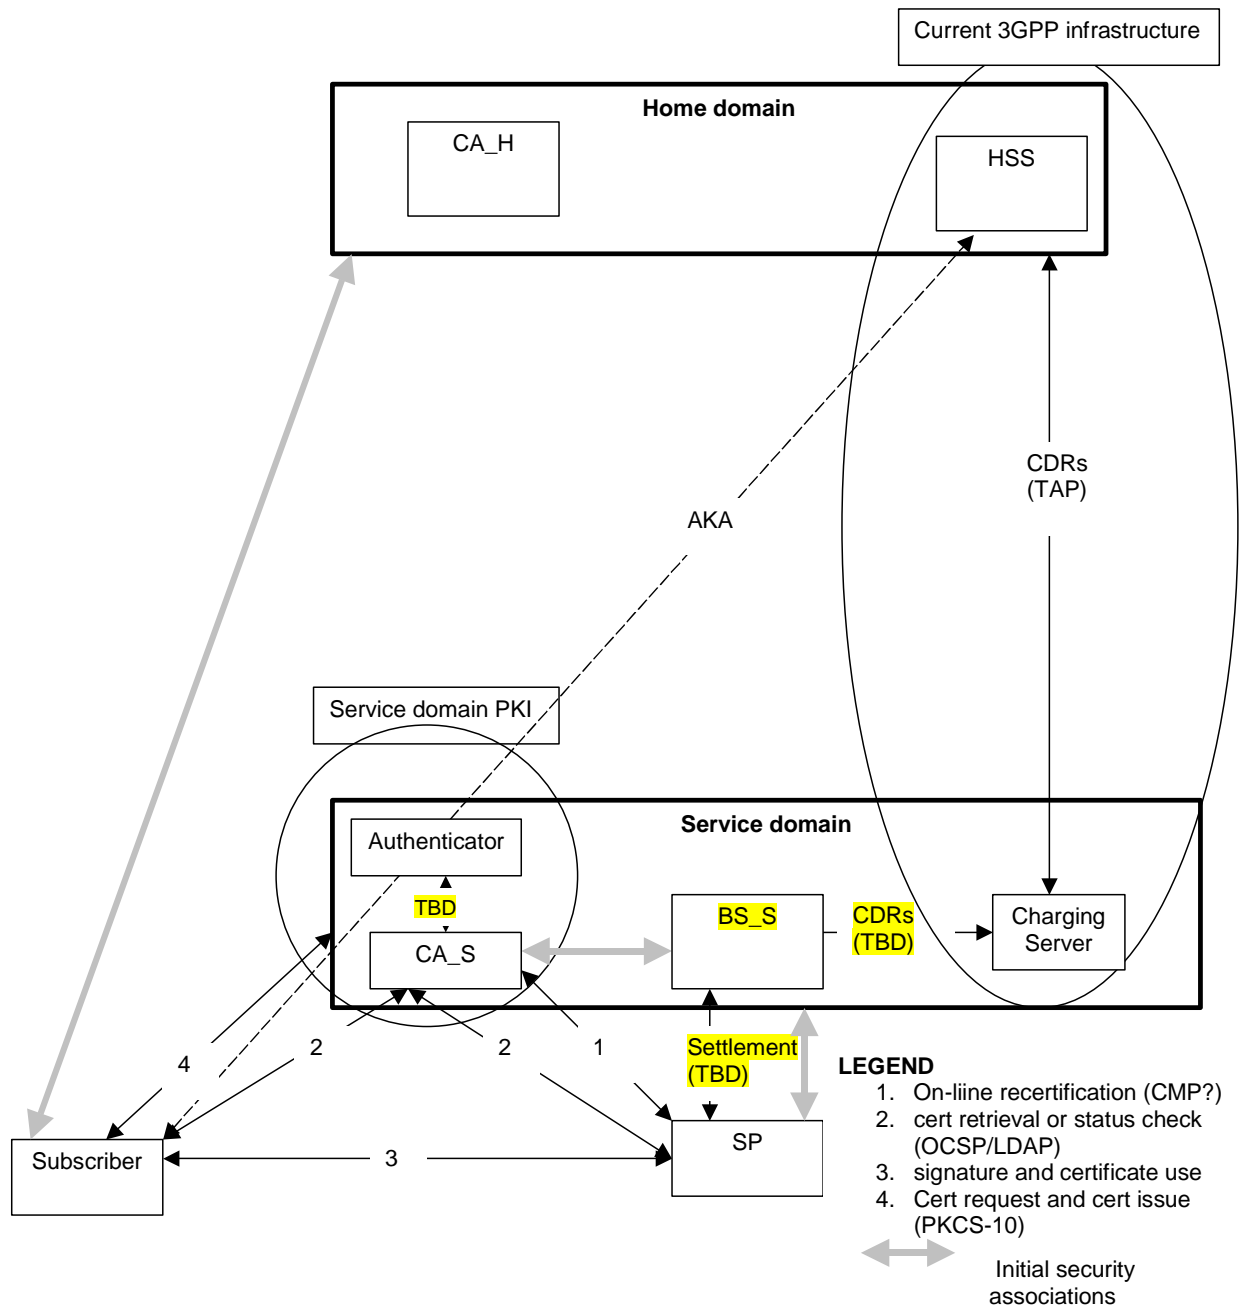 Current 3GPP infrastructure
Home domain
CA_H
HSS
CDRs
(TAP)
AKA
Service domain PKI
Service domain
Authenticator
TBD
CA_S
BS_S
CDRs
(TBD)
Charging
Server
4
2
2
1
Settlement
(TBD)
Subscriber
3
SP
LEGEND
1. On-liine recertification (CMP?)
2. cert retrieval or status check
(OCSP/LDAP)
3. signature and certificate use
4. Cert request and cert issue
(PKCS-10)
Initial security
associations